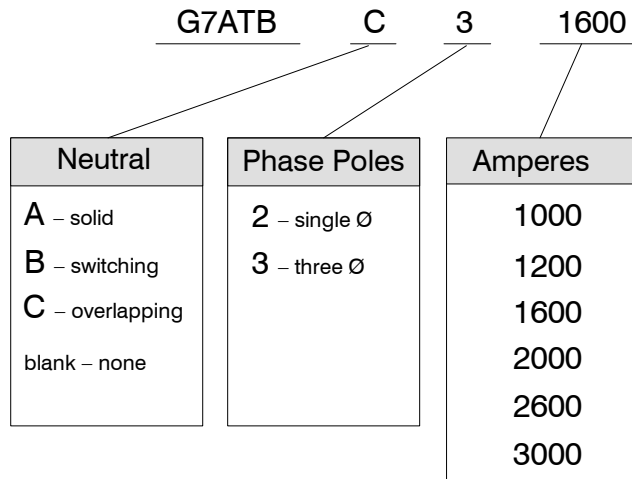 G7ATB C 3 1600
Neutral
A – solid
B – switching
C – overlapping
blank – none
Phase Poles
2 – single Ø
3 – three Ø
Amperes
1000
1200
1600
2000
2600
3000